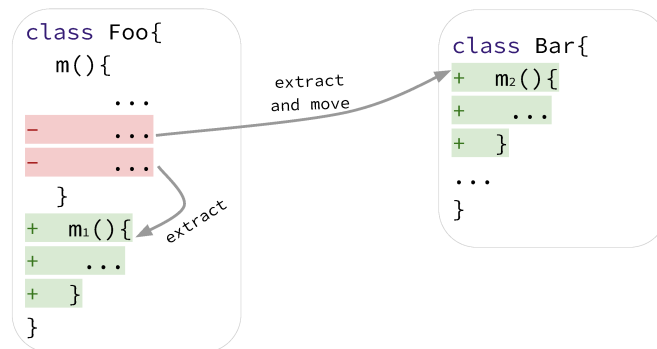 class Foo{
m(){
...
- ...
- ...
}
+ m₁(){
+ ...
+ }
}
extract
and move
extract
class Bar{
+ m₂(){
+ ...
+ }
...
}